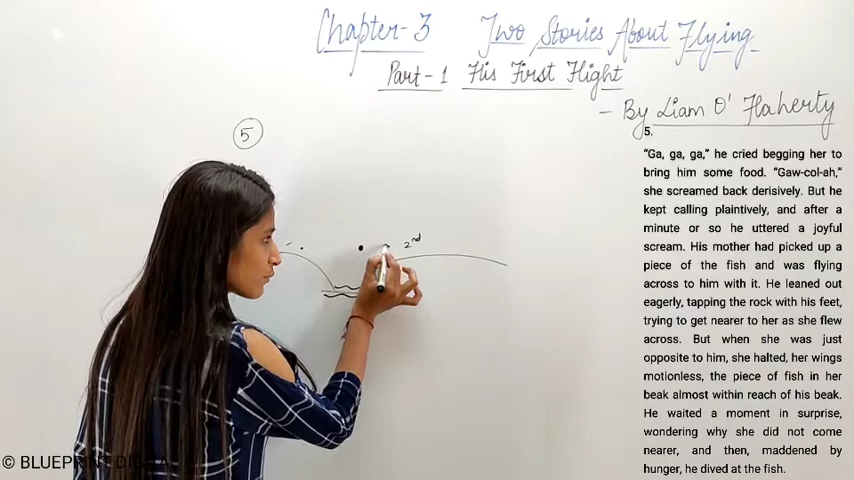 Chapter-3 Two Stories About Flying
Part-1 His First Flight
- By Liam O' Flaherty
5
2nd
5.
"Ga, ga, ga," he cried begging her to
bring him some food. "Gaw-col-ah,"
she screamed back derisively. But he
kept calling plaintively, and after a
minute or so he uttered a joyful
scream. His mother had picked up a
piece of the fish and was flying
across to him with it. He leaned out
eagerly, tapping the rock with his feet,
trying to get nearer to her as she flew
across. But when she was just
opposite to him, she halted, her wings
motionless, the piece of fish in her
beak almost within reach of his beak.
He waited a moment in surprise,
wondering why she did not come
nearer, and then, maddened by
hunger, he dived at the fish.
© BLUEPRINT DIGITAL